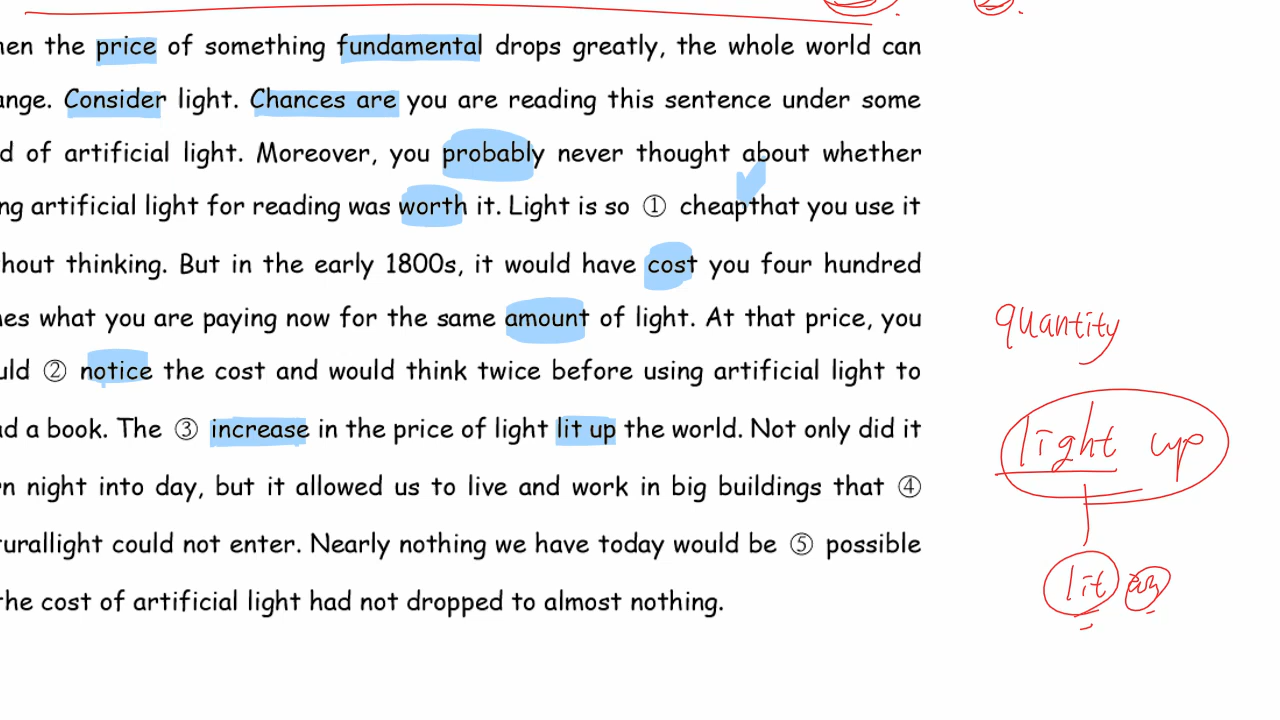 hen the price of something fundamental drops greatly, the whole world can
ange. Consider light. Chances are you are reading this sentence under some
d of artificial light. Moreover, you probably never thought about whether
ng artificial light for reading was worth it. Light is so ① cheapthat you use it
hout thinking. But in the early 1800s, it would have cost you four hundred
nes what you are paying now for the same amount of light. At that price, you
uld ② notice the cost and would think twice before using artificial light to
ad a book. The ③ increase in the price of light lit up the world. Not only did it
rn night into day, but it allowed us to live and work in big buildings that ④
turallight could not enter. Nearly nothing we have today would be ⑤ possible
the cost of artificial light had not dropped to almost nothing.
quantity
light up
lit